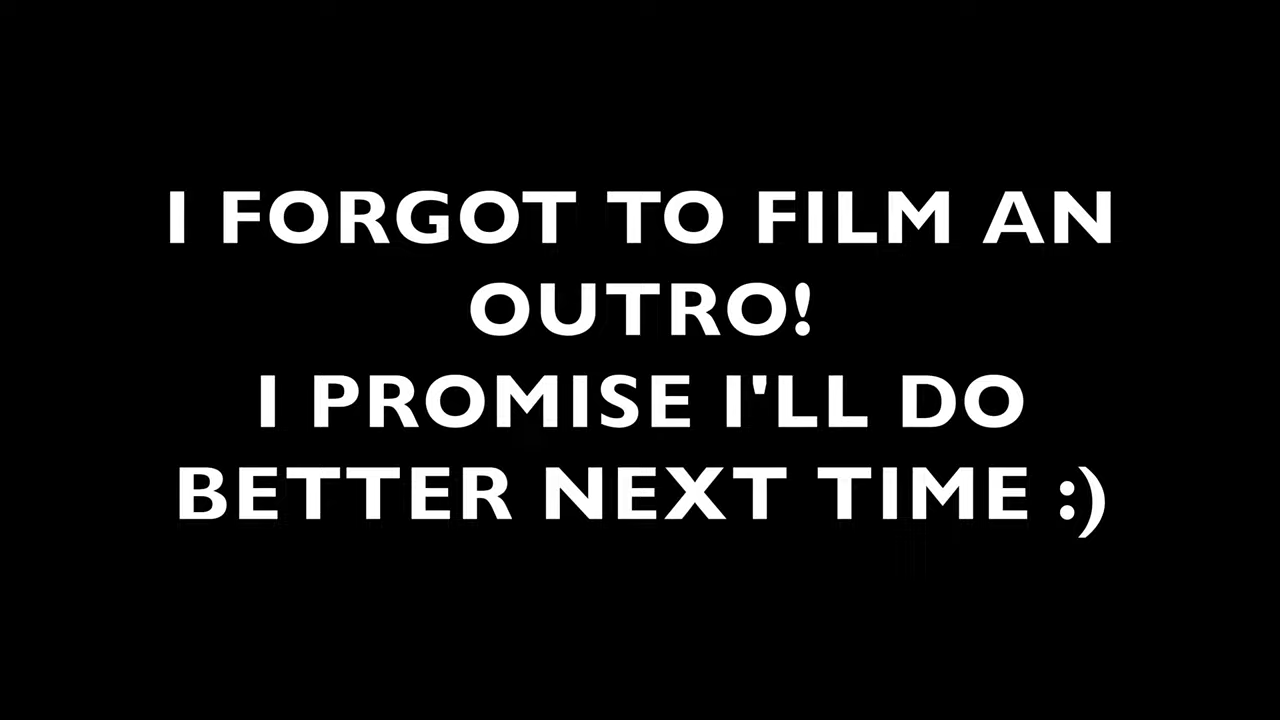 I FORGOT TO FILM AN
OUTRO!
I PROMISE I'LL DO
BETTER NEXT TIME :)